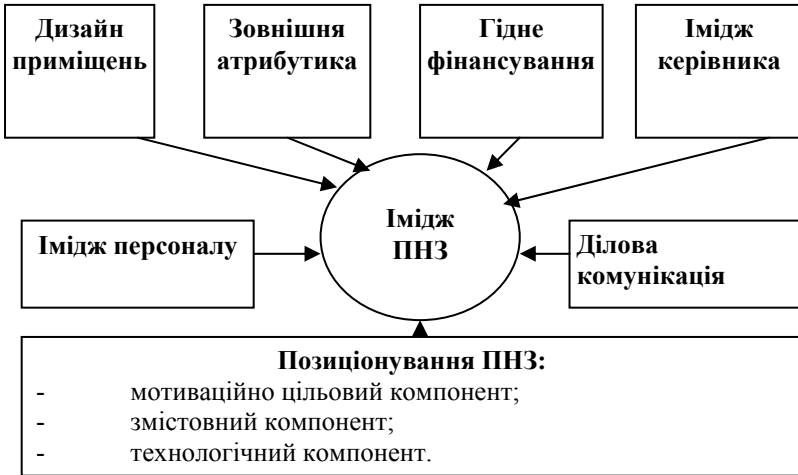 Дизайн
приміщень
Зовнішня
атрибутика
Гідне
фінансування
Імідж
керівника
Імідж
ПНЗ
Імідж персоналу
Ділова
комунікація
Позиціонування ПНЗ:
- мотиваційно цільовий компонент;
- змістовний компонент;
- технологічний компонент.